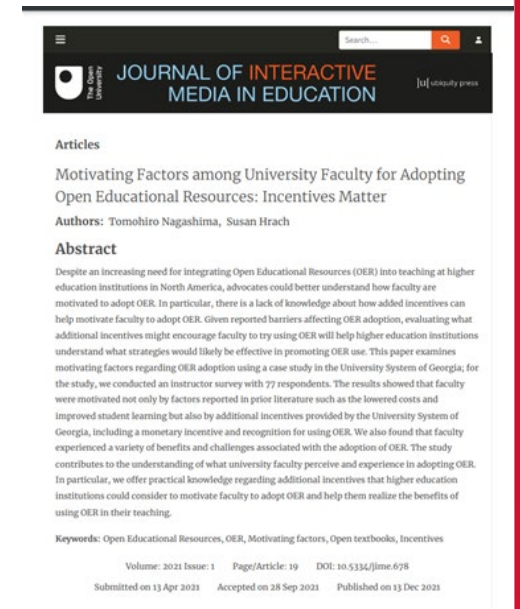 Search...
The Open
University
JOURNAL OF INTERACTIVE
MEDIA IN EDUCATION
]u[ ubiquity press
Articles
Motivating Factors among University Faculty for Adopting
Open Educational Resources: Incentives Matter
Authors: Tomohiro Nagashima, Susan Hrach
Abstract
Despite an increasing need for integrating Open Educational Resources (OER) into teaching at higher
education institutions in North America, advocates could better understand how faculty are
motivated to adopt OER. In particular, there is a lack of knowledge about how added incentives can
help motivate faculty to adopt OER. Given reported barriers affecting OER adoption, evaluating what
additional incentives might encourage faculty to try using OER will help higher education institutions
understand what strategies would likely be effective in promoting OER use. This paper examines
motivating factors regarding OER adoption using a case study in the University System of Georgia; for
the study, we conducted an instructor survey with 77 respondents. The results showed that faculty
were motivated not only by factors reported in prior literature such as the lowered costs and
improved student learning but also by additional incentives provided by the University System of
Georgia, including a monetary incentive and recognition for using OER. We also found that faculty
experienced a variety of benefits and challenges associated with the adoption of OER. The study
contributes to the understanding of what university faculty perceive and experience in adopting OER.
In particular, we offer practical knowledge regarding additional incentives that higher education
institutions could consider to motivate faculty to adopt OER and help them realize the benefits of
using OER in their teaching.
Keywords: Open Educational Resources, OER, Motivating factors, Open textbooks, Incentives
Volume: 2021 Issue: 1 Page/Article: 19 DOI: 10.5334/jime.678
Submitted on 13 Apr 2021 Accepted on 28 Sep 2021 Published on 13 Dec 2021